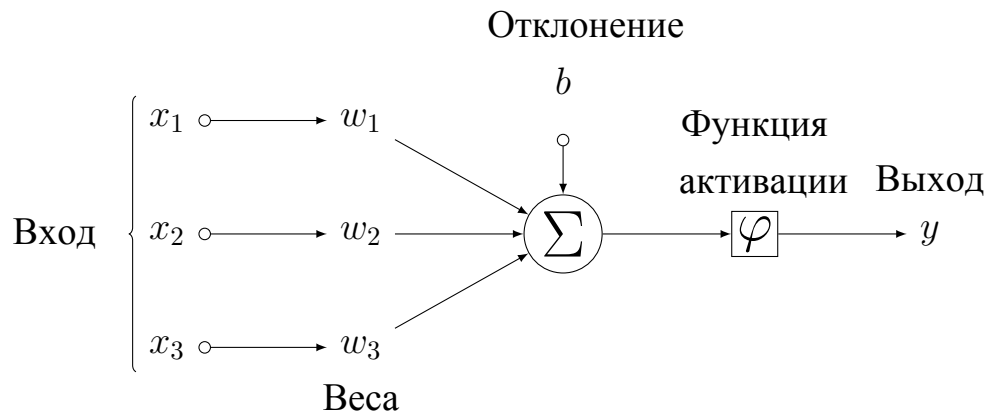 Отклонение
b
x₁ w₁
Функция
активации
Выход
Вход x₂ w₂ Σ φ y
x₃ w₃
Веса